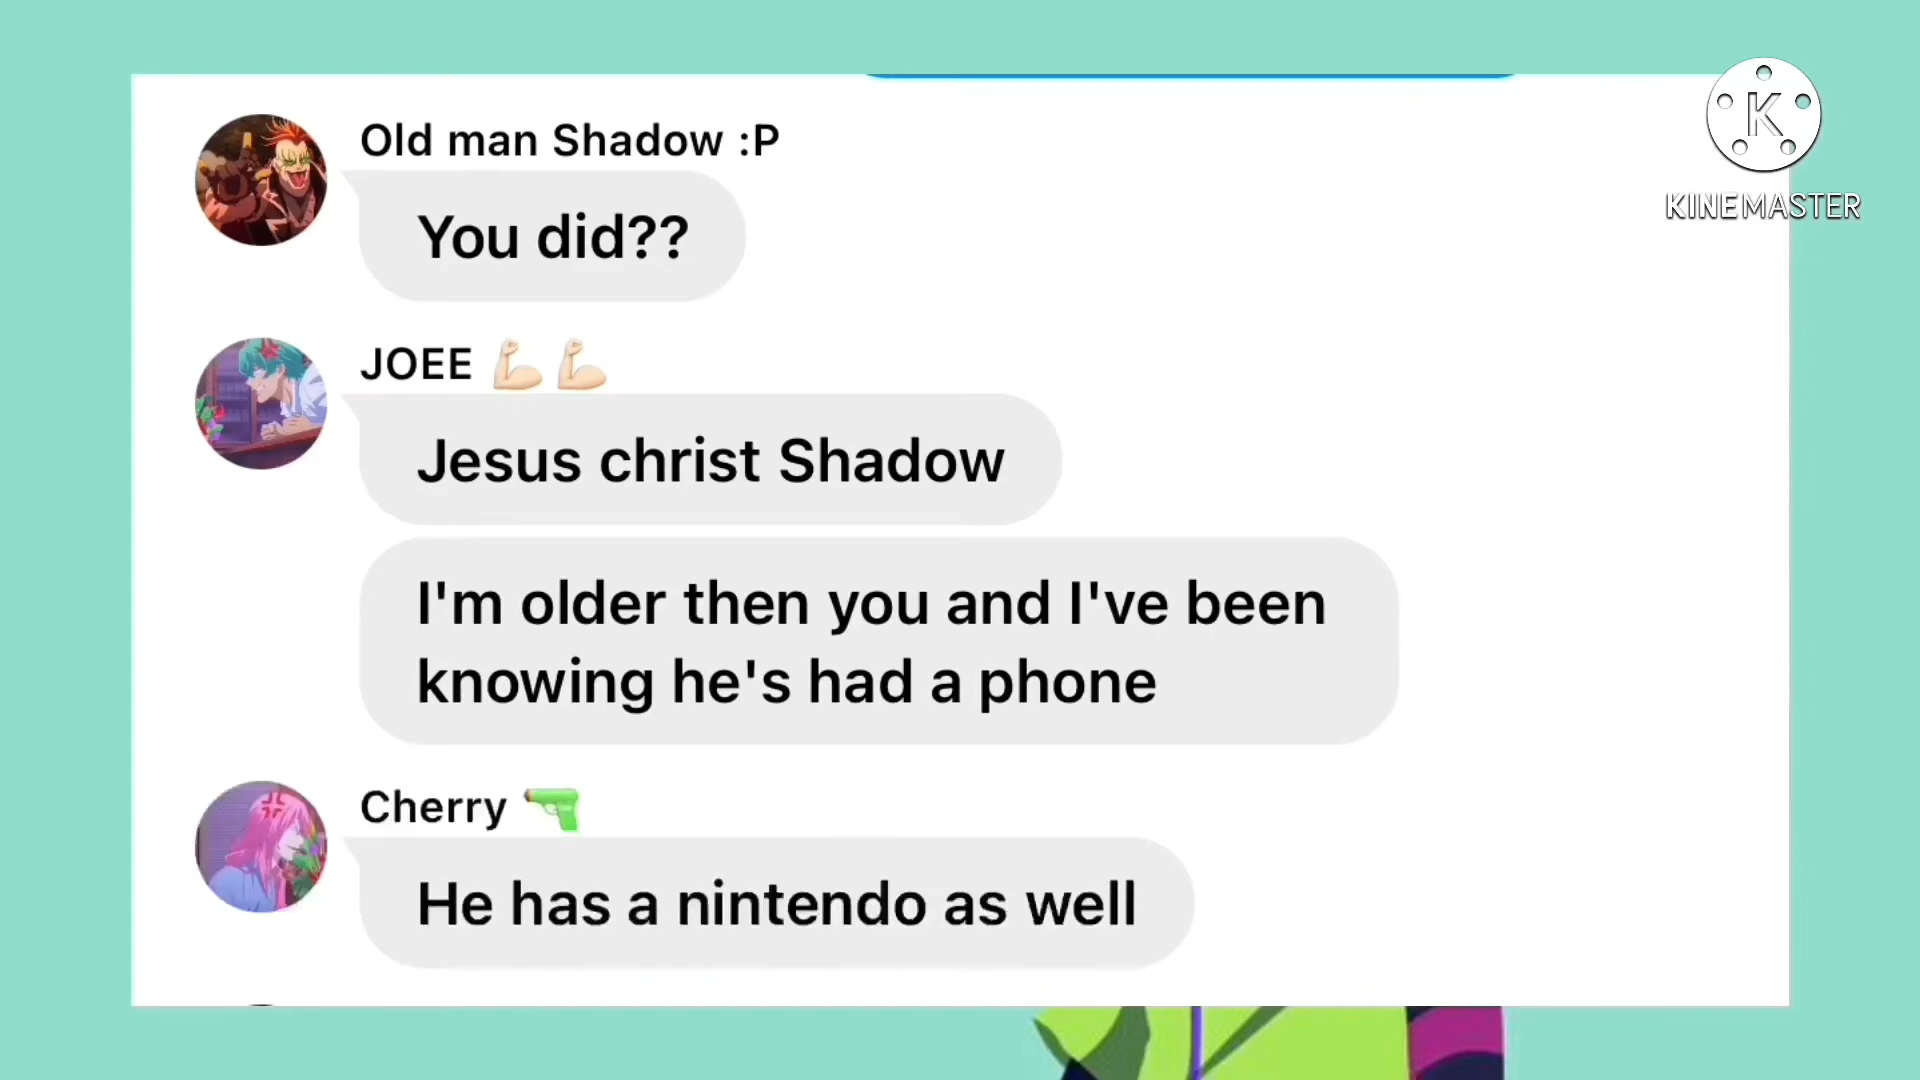 Old man Shadow :P
You did??
JOEE 💪🏻💪🏻
Jesus christ Shadow
I'm older then you and I've been
knowing he's had a phone
Cherry 🔫
He has a nintendo as well
K
KINEMASTER